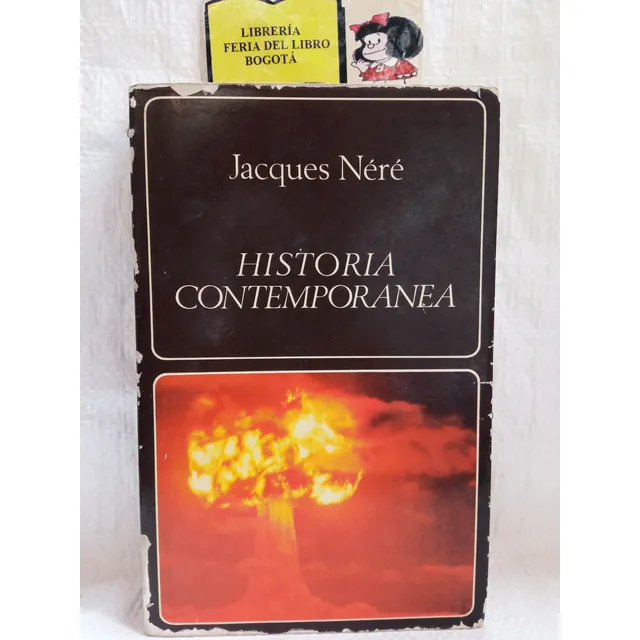 LIBRERÍA
FERIA DEL LIBRO
BOGOTÁ
Jacques Néré
HISTORIA
CONTEMPORANEA